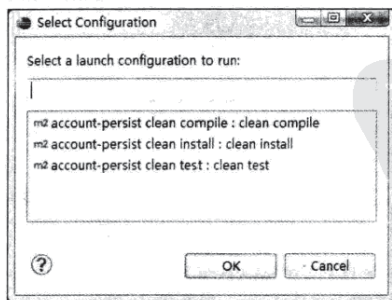 Select Configuration
Select a launch configuration to run:
m2 account-persist clean compile : clean compile
m2 account-persist clean install : clean install
m2 account-persist clean test : clean test
?
OK
Cancel